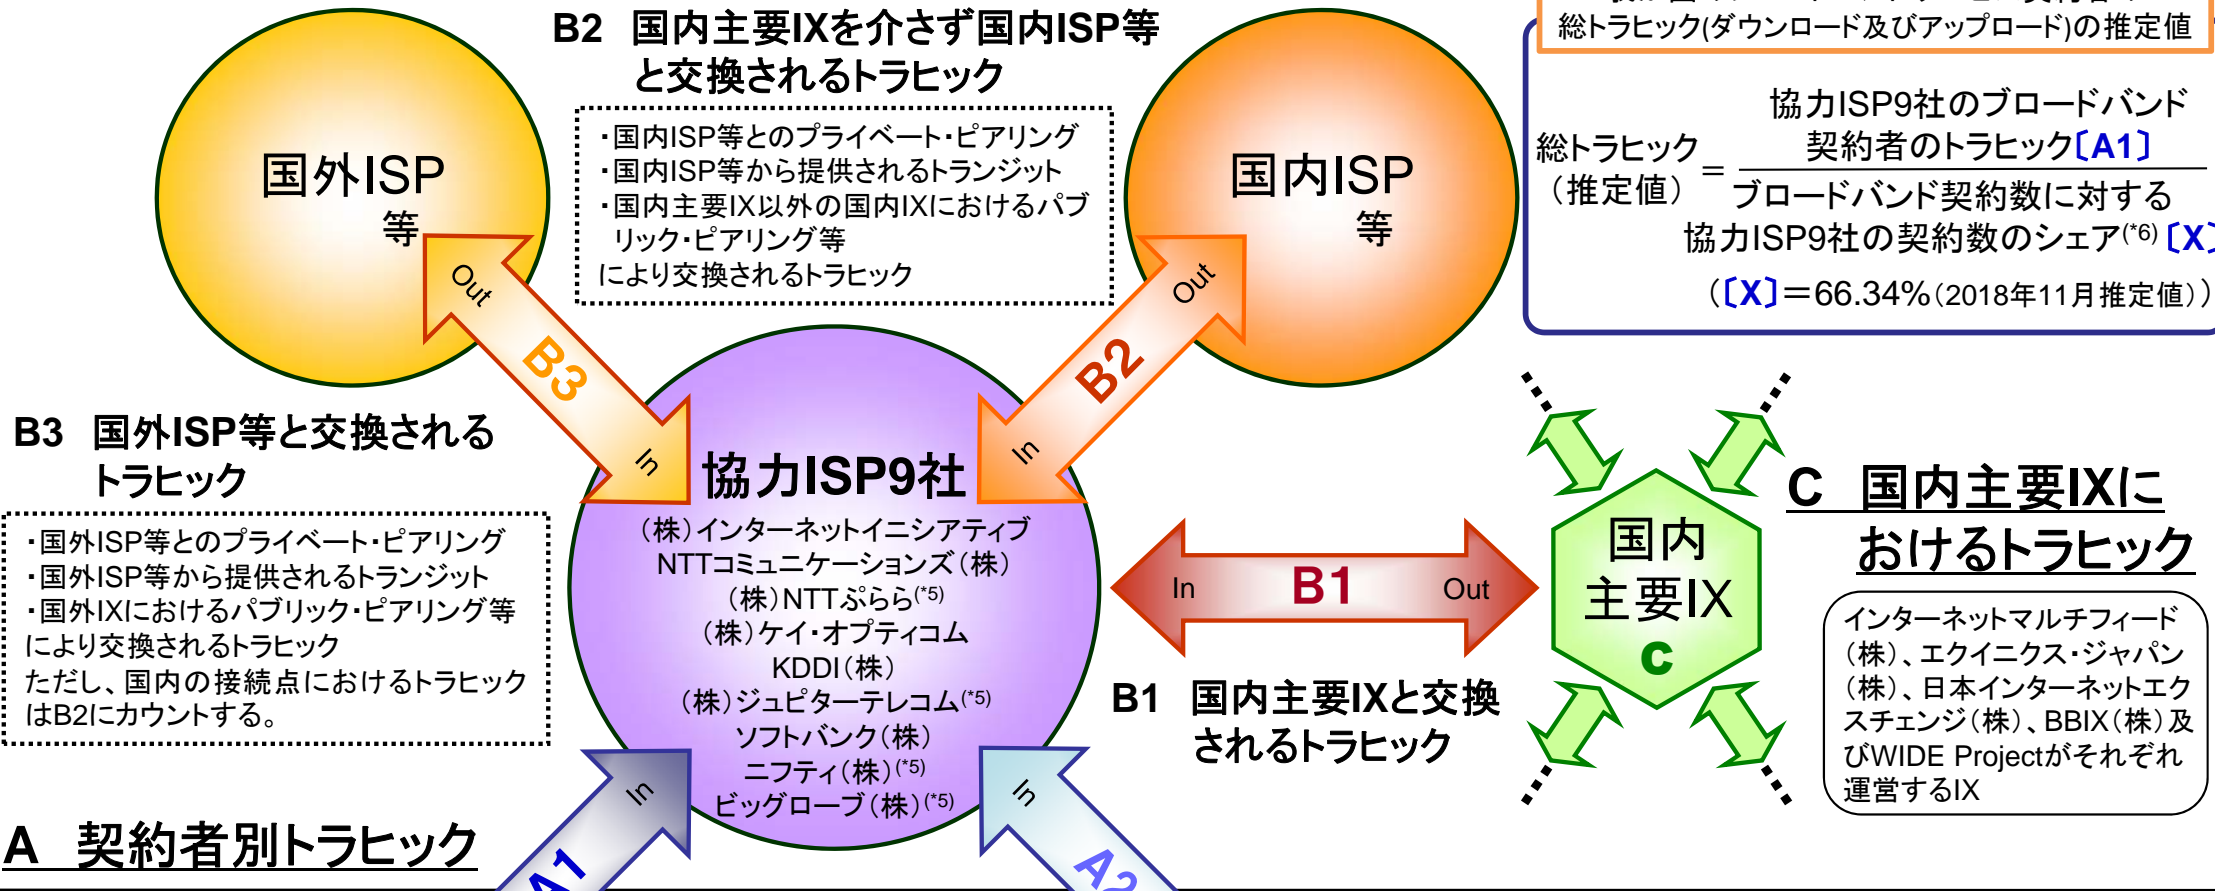 B2 国内主要IXを介さず国内ISP等
と交換されるトラヒック
・国内ISP等とのプライベート・ピアリング
・国内ISP等から提供されるトランジット
・国内主要IX以外の国内IXにおけるパブ
リック・ピアリング等
により交換されるトラヒック
国外ISP
等
国内ISP
等
総トラヒック(ダウンロード及びアップロード)の推定値
総トラヒック
(推定値)
=
協力ISP9社のブロードバンド
契約者のトラヒック〔A1〕
ブロードバンド契約数に対する
協力ISP9社の契約数のシェア(*6)〔X〕
(〔X〕=66.34%(2018年11月推定値))
Out
B3
In
Out
B2
In
B3 国外ISP等と交換される
トラヒック
・国外ISP等とのプライベート・ピアリング
・国外ISP等から提供されるトランジット
・国外IXにおけるパブリック・ピアリング等
により交換されるトラヒック
ただし、国内の接続点におけるトラヒック
はB2にカウントする。
協力ISP9社
(株)インターネットイニシアティブ
NTTコミュニケーションズ(株)
(株)NTTぷらら(*5)
(株)ケイ・オプティコム
KDDI(株)
(株)ジュピターテレコム(*5)
ソフトバンク(株)
ニフティ(株)(*5)
ビッグローブ(株)(*5)
In B1 Out
B1 国内主要IXと交換
されるトラヒック
国内
主要IX
C
C 国内主要IXに
おけるトラヒック
インターネットマルチフィード
(株)、エクイニクス・ジャパン
(株)、日本インターネットエク
スチェンジ(株)、BBIX(株)及
びWIDE Projectがそれぞれ
運営するIX
A 契約者別トラヒック
In
A1
In
A2